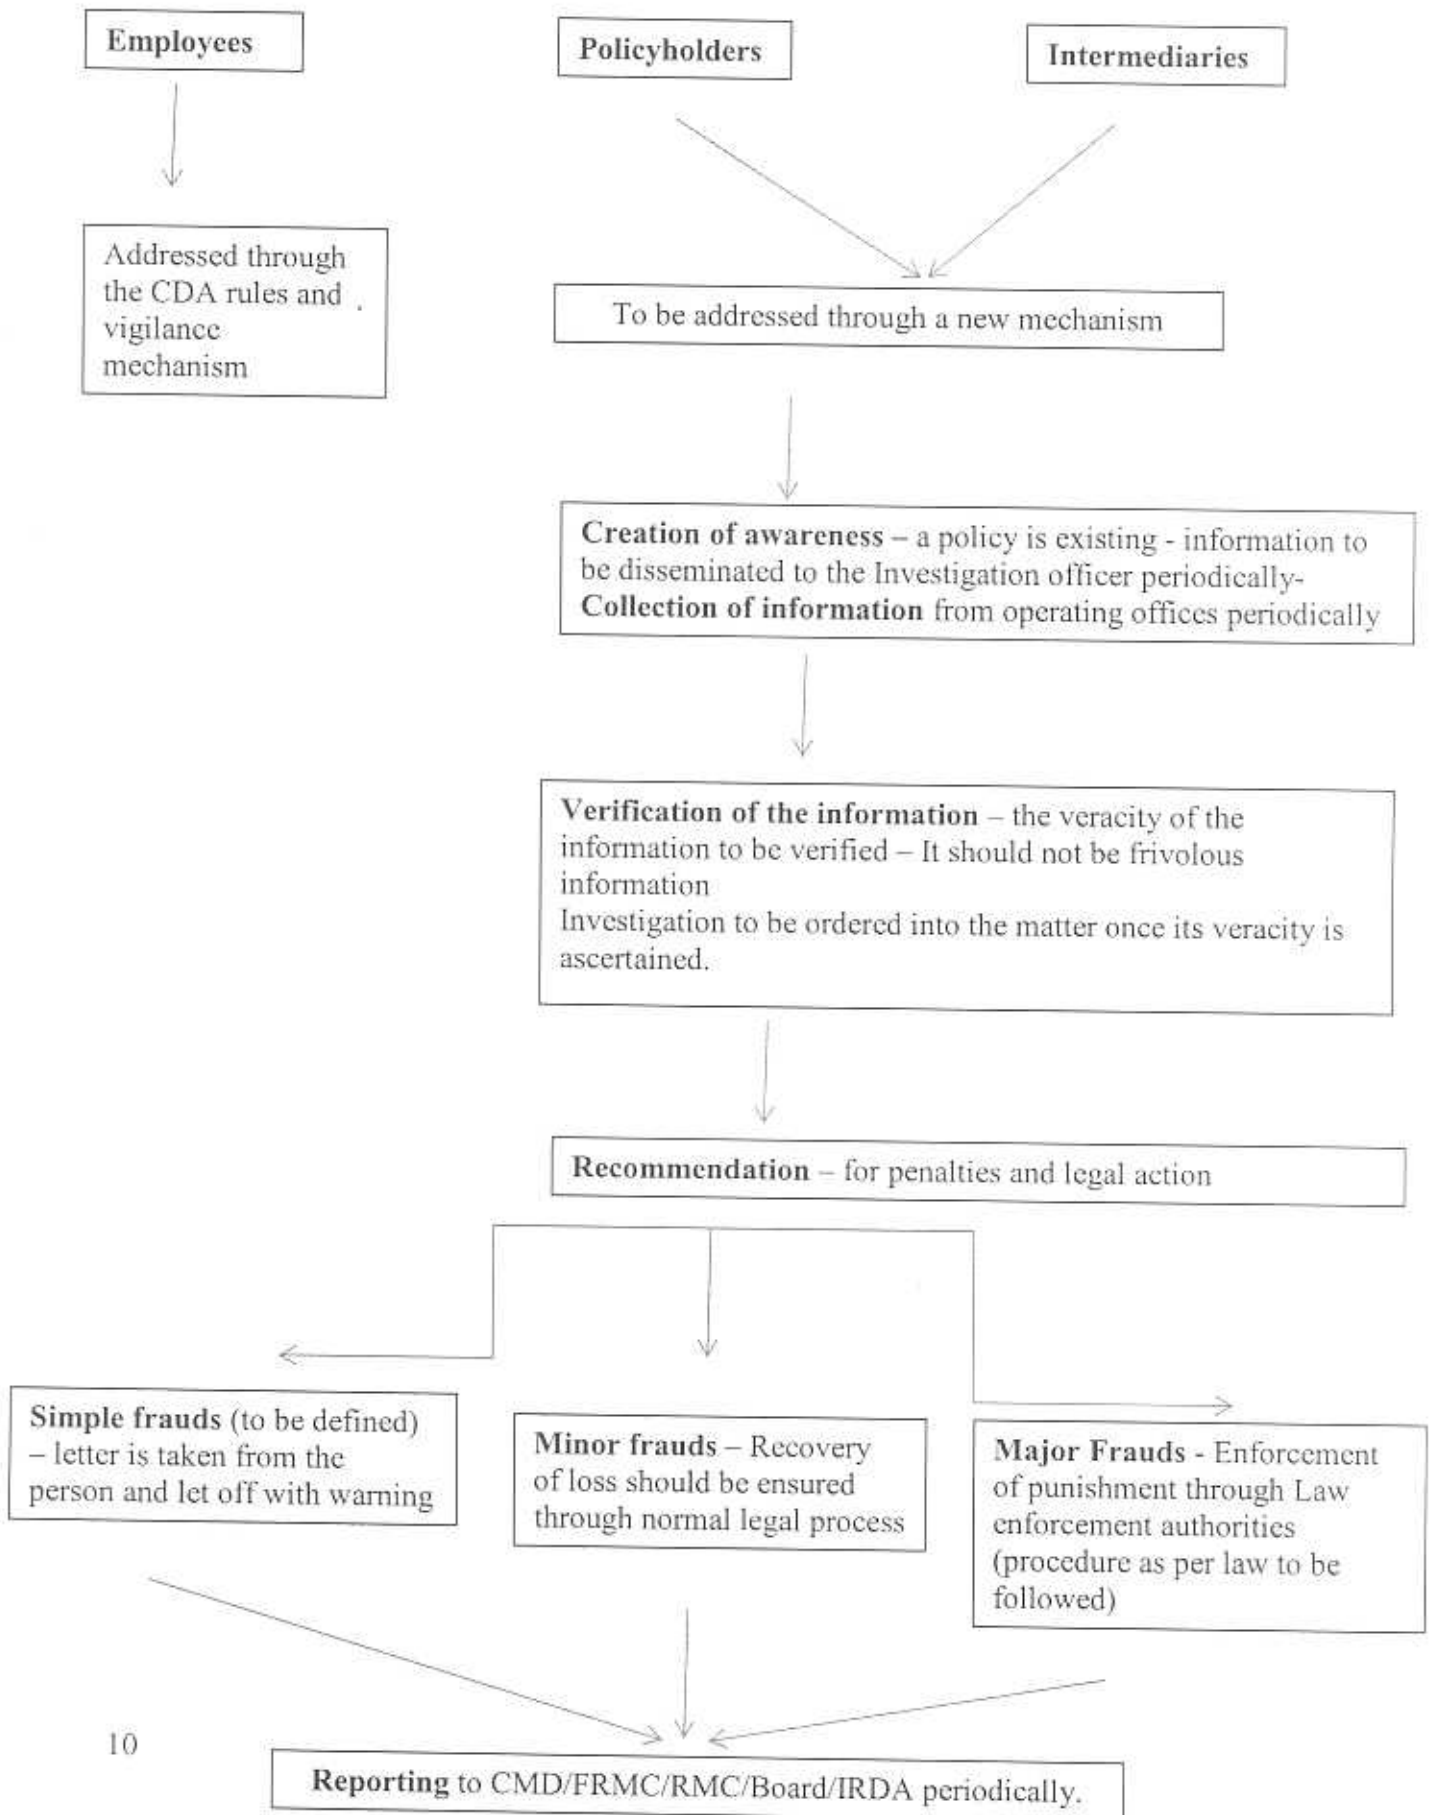 Employees
Policyholders
Intermediaries
Addressed through
the CDA rules and
vigilance
mechanism
To be addressed through a new mechanism
Creation of awareness – a policy is existing - information to
be disseminated to the Investigation officer periodically-
Collection of information from operating offices periodically
Verification of the information – the veracity of the
information to be verified – It should not be frivolous
information
Investigation to be ordered into the matter once its veracity is
ascertained.
Recommendation – for penalties and legal action
Simple frauds (to be defined)
– letter is taken from the
person and let off with warning
Minor frauds – Recovery
of loss should be ensured
through normal legal process
Major Frauds - Enforcement
of punishment through Law
enforcement authorities
(procedure as per law to be
followed)
10
Reporting to CMD/FRMC/RMC/Board/IRDA periodically.